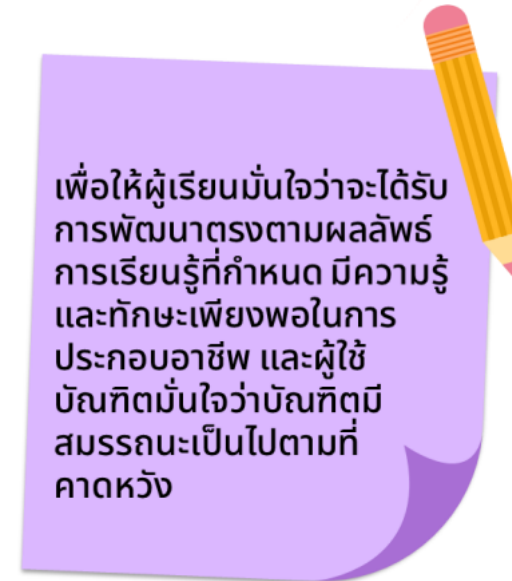 เพื่อให้ผู้เรียนมั่นใจว่าจะได้รับ
การพัฒนาตรงตามผลลัพธ์
การเรียนรู้ที่กำหนด มีความรู้
และทักษะเพียงพอในการ
ประกอบอาชีพ และผู้ใช้
บัณฑิตมั่นใจว่าบัณฑิตมี
สมรรถนะเป็นไปตามที่
คาดหวัง